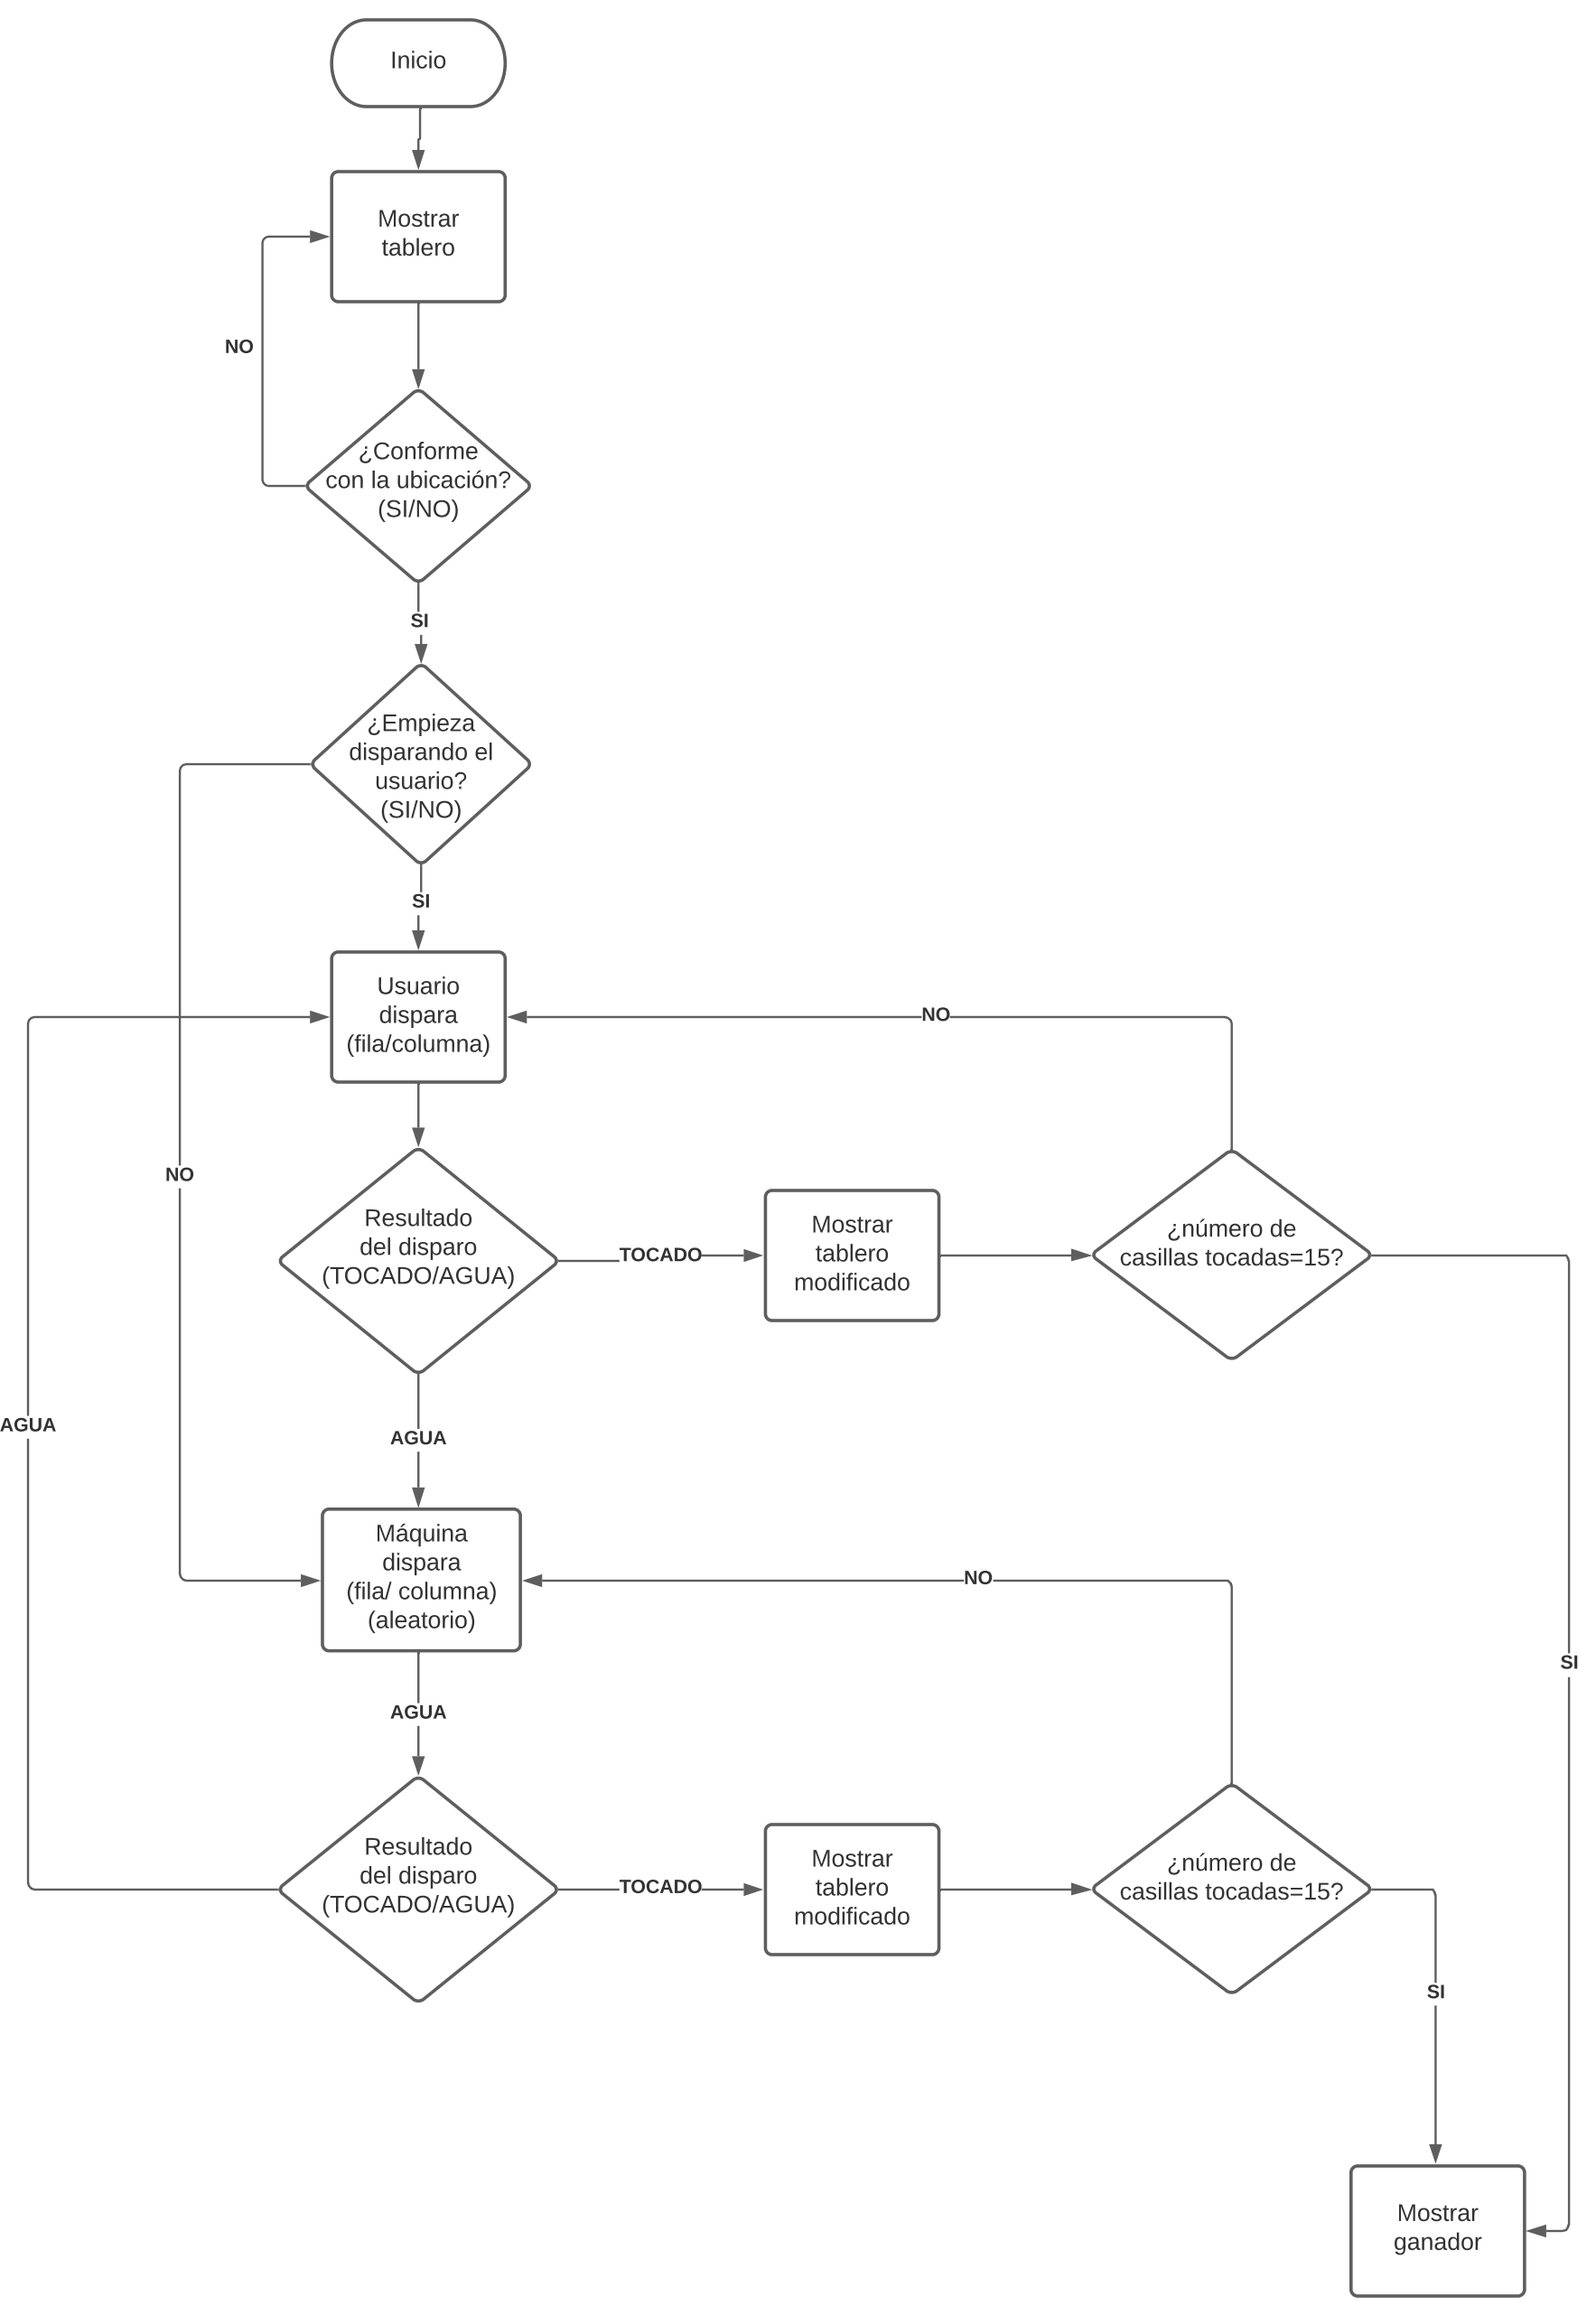 Inicio
Mostrar
tablero
NO
¿Conforme
con la ubicación?
(SI/NO)
SI
¿Empieza
disparando el
usuario?
(SI/NO)
SI
Usuario
dispara
(fila/columna)
NO
NO
Resultado
del disparo
(TOCADO/AGUA)
TOCADO
Mostrar
tablero
modificado
¿número de
casillas tocadas=15?
AGUA
AGUA
Máquina
dispara
(fila/ columna)
(aleatorio)
NO
SI
AGUA
Resultado
del disparo
(TOCADO/AGUA)
TOCADO
Mostrar
tablero
modificado
¿número de
casillas tocadas=15?
SI
Mostrar
ganador